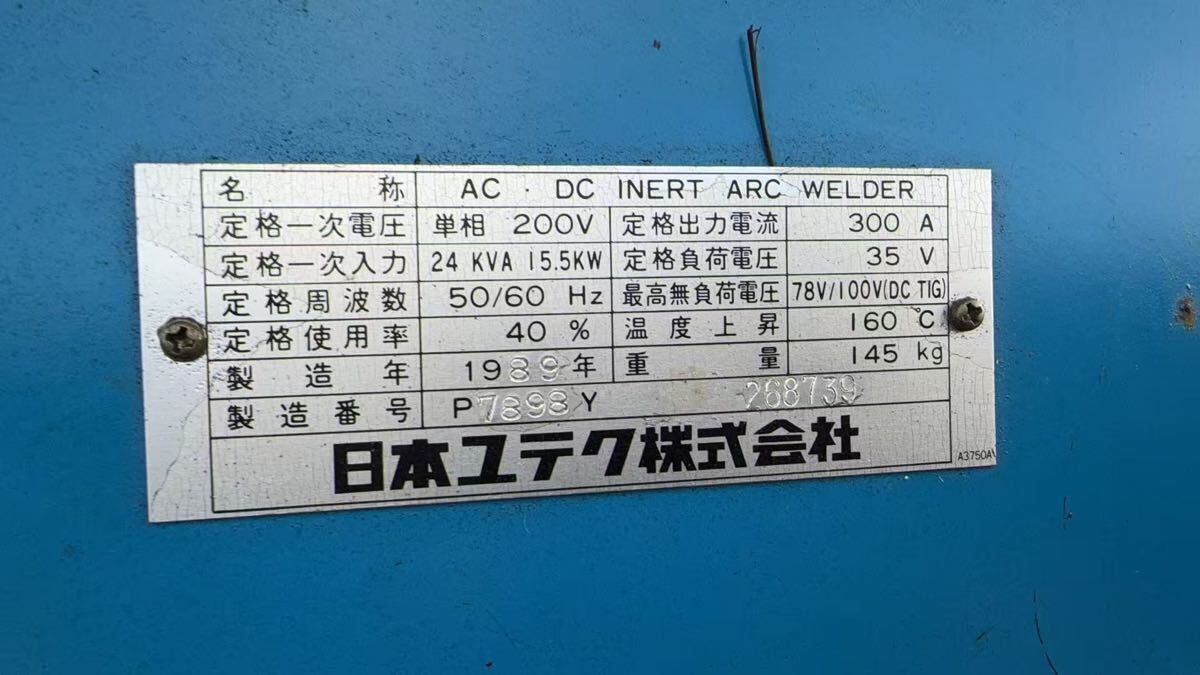 名称 AC・DC INERT ARC WELDER
定格一次電圧 単相 200V 定格出力電流 300 A
定格一次入力 24 KVA 15.5KW 定格負荷電圧 35 V
定格周波数 50/60 Hz 最高無負荷電圧 78V/100V(DC TIG)
定格使用率 40 % 温度上昇 160 ℃
製造年 1989年 重量 145 kg
製造番号 P7898Y 268739
日本ユテク株式会社
A3750A